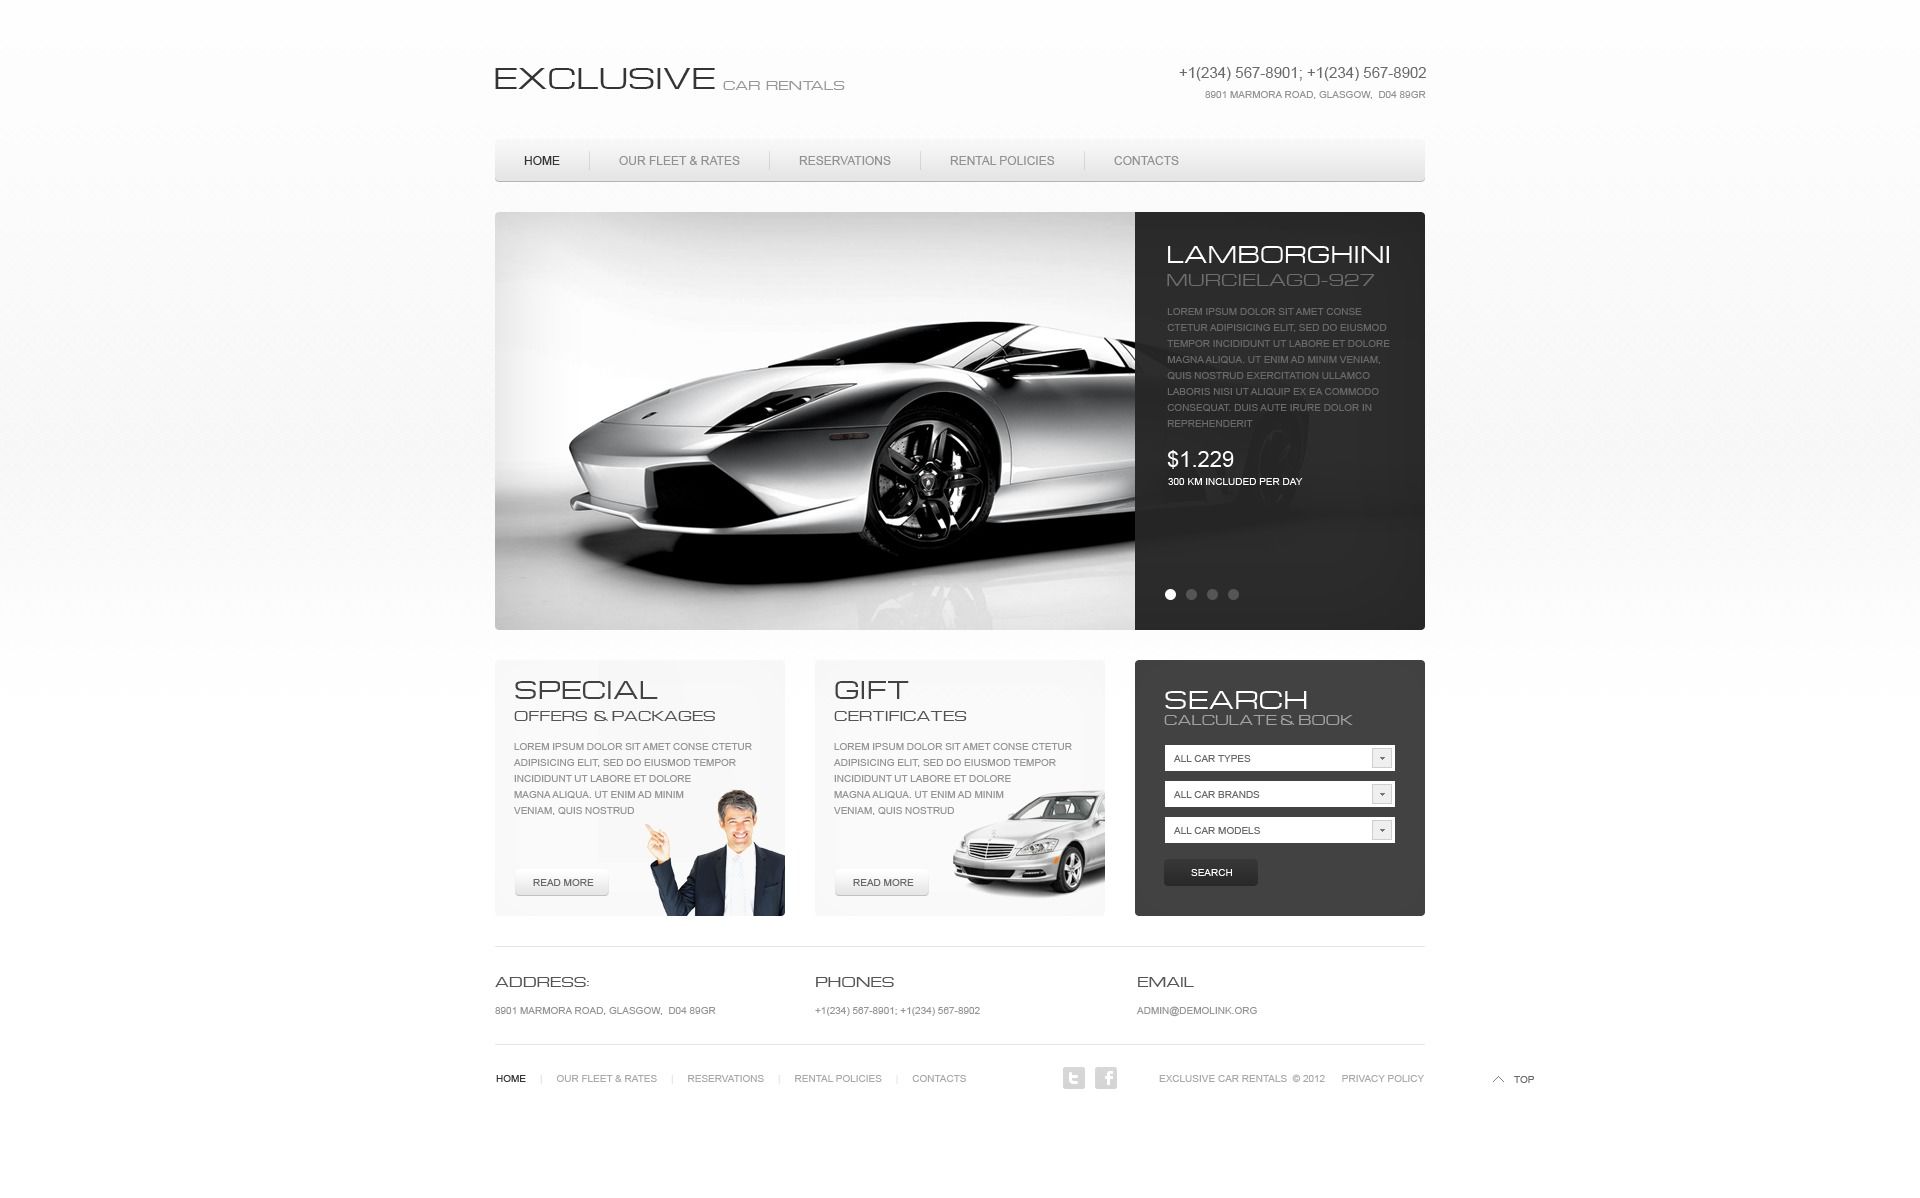 EXCLUSIVE CAR RENTALS
+1(234) 567-8901; +1(234) 567-8902
8901 MARMORA ROAD, GLASGOW, D04 89GR
HOME OUR FLEET & RATES RESERVATIONS RENTAL POLICIES CONTACTS
LAMBORGHINI
MURCIELAGO-927
LOREM IPSUM DOLOR SIT AMET CONSE
CTETUR ADIPISICING ELIT, SED DO EIUSMOD
TEMPOR INCIDIDUNT UT LABORE ET DOLORE
MAGNA ALIQUA. UT ENIM AD MINIM VENIAM,
QUIS NOSTRUD EXERCITATION ULLAMCO
LABORIS NISI UT ALIQUIP EX EA COMMODO
CONSEQUAT. DUIS AUTE IRURE DOLOR IN
REPREHENDERIT
$1.229
300 KM INCLUDED PER DAY
SPECIAL
OFFERS & PACKAGES
LOREM IPSUM DOLOR SIT AMET CONSE CTETUR
ADIPISICING ELIT, SED DO EIUSMOD TEMPOR
INCIDIDUNT UT LABORE ET DOLORE
MAGNA ALIQUA. UT ENIM AD MINIM
VENIAM, QUIS NOSTRUD
READ MORE
GIFT
CERTIFICATES
LOREM IPSUM DOLOR SIT AMET CONSE CTETUR
ADIPISICING ELIT, SED DO EIUSMOD TEMPOR
INCIDIDUNT UT LABORE ET DOLORE
MAGNA ALIQUA. UT ENIM AD MINIM
VENIAM, QUIS NOSTRUD
READ MORE
SEARCH
CALCULATE & BOOK
ALL CAR TYPES
ALL CAR BRANDS
ALL CAR MODELS
SEARCH
ADDRESS:
8901 MARMORA ROAD, GLASGOW, D04 89GR
PHONES
+1(234) 567-8901; +1(234) 567-8902
EMAIL
ADMIN@DEMOLINK.ORG
HOME | OUR FLEET & RATES | RESERVATIONS | RENTAL POLICIES | CONTACTS
EXCLUSIVE CAR RENTALS © 2012 PRIVACY POLICY
TOP